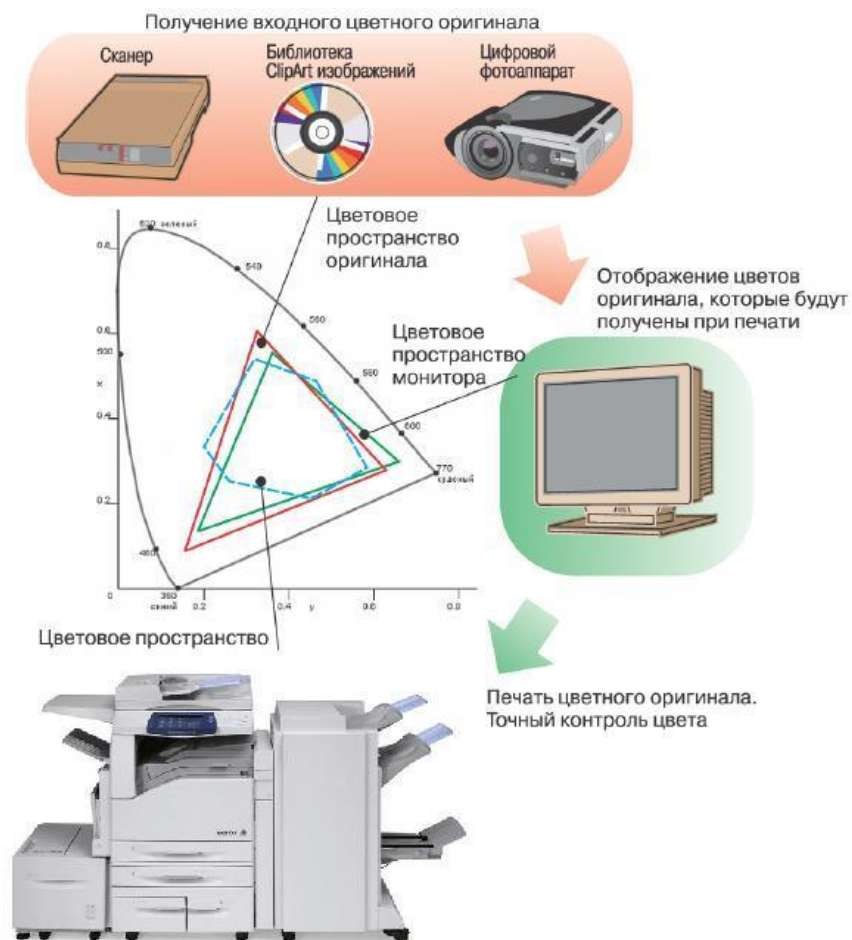 Получение входного цветного оригинала
Сканер
Библиотека
ClipArt изображений
Цифровой
фотоаппарат
Цветовое
пространство
оригинала
зеленый
0.8
540
Отображение цветов
оригинала, которые будут
получены при печати
560
0.6
500
Цветовое
пространство
монитора
x
580
0.4
600
770
красный
0.2
460
0
380
синий
0.2
0.4
y
0.6
0.8
Цветовое пространство
Печать цветного оригинала.
Точный контроль цвета
xerox